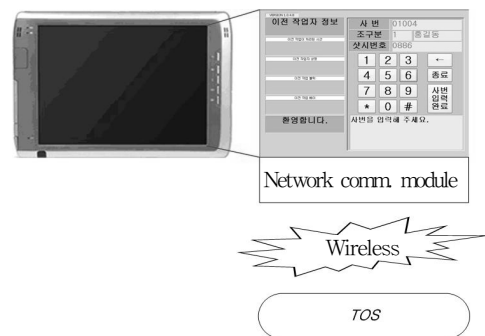 이전 작업자 정보
사 번 01004
조구분 1 홍길동
샷시번호 0886
1 2 3 ←
4 5 6 종료
7 8 9 사번
입력
완료
* 0 #
환영합니다.
사번을 입력해 주세요.
Network comm. module
Wireless
TOS